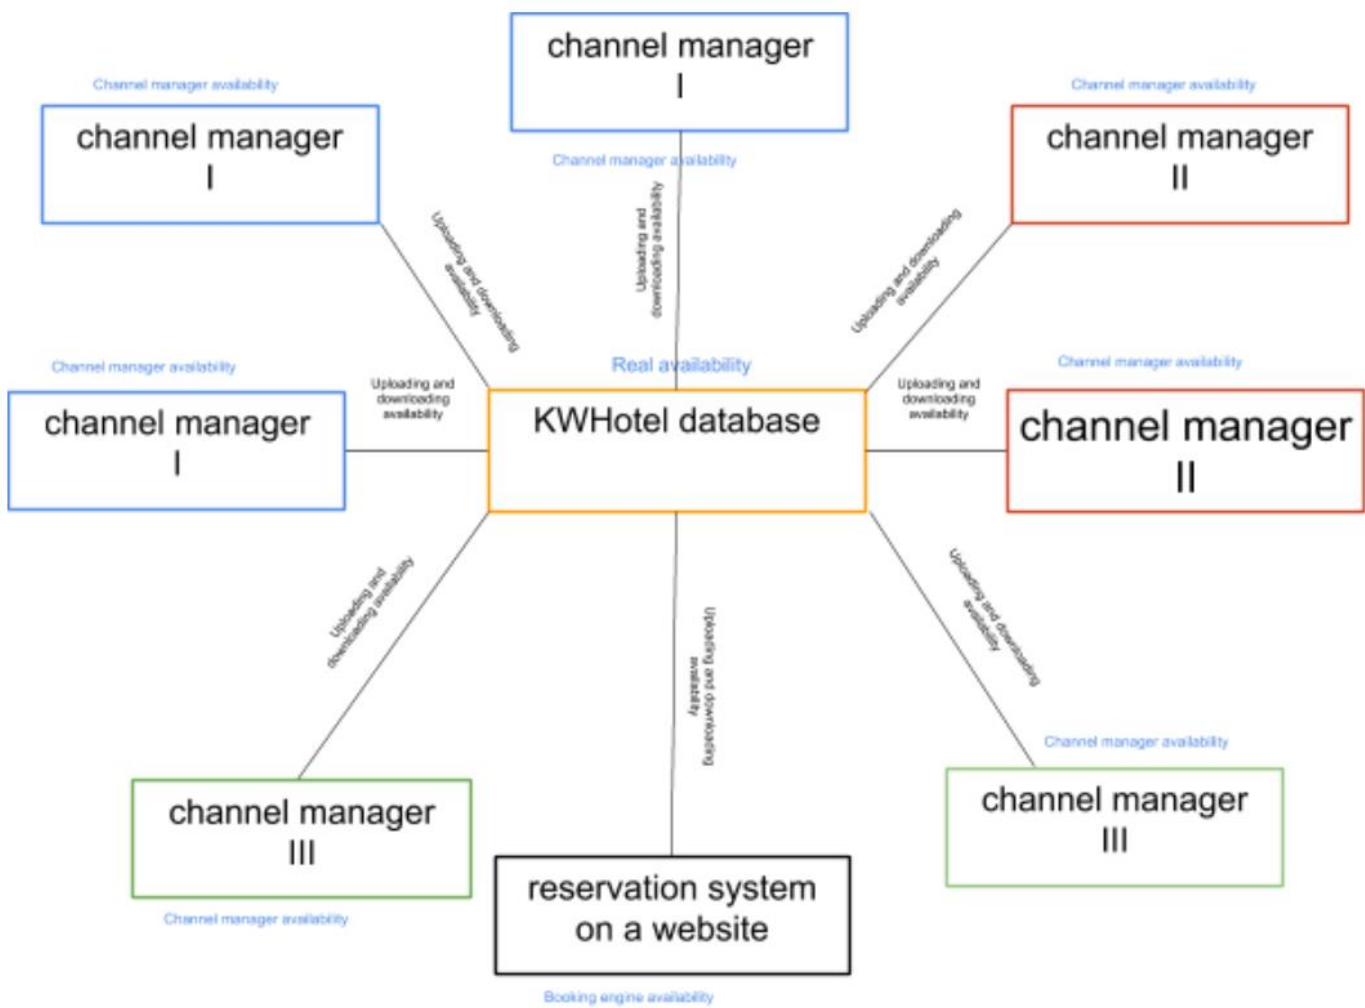 channel manager
I
Channel manager availability
Channel manager availability
channel manager
I
Channel manager availability
channel manager
II
Channel manager availability
Uploading and downloading
availability
Uploading and
downloading availability
Uploading and downloading
availability
Channel manager availability
channel manager
I
Uploading and
downloading
availability
Real availability
KWHotel database
Uploading and
downloading
availability
Channel manager availability
channel manager
II
Uploading and
downloading availability
Uploading and downloading
availability
Uploading and downloading
availability
channel manager
III
Channel manager availability
reservation system
on a website
Booking engine availability
Channel manager availability
channel manager
III